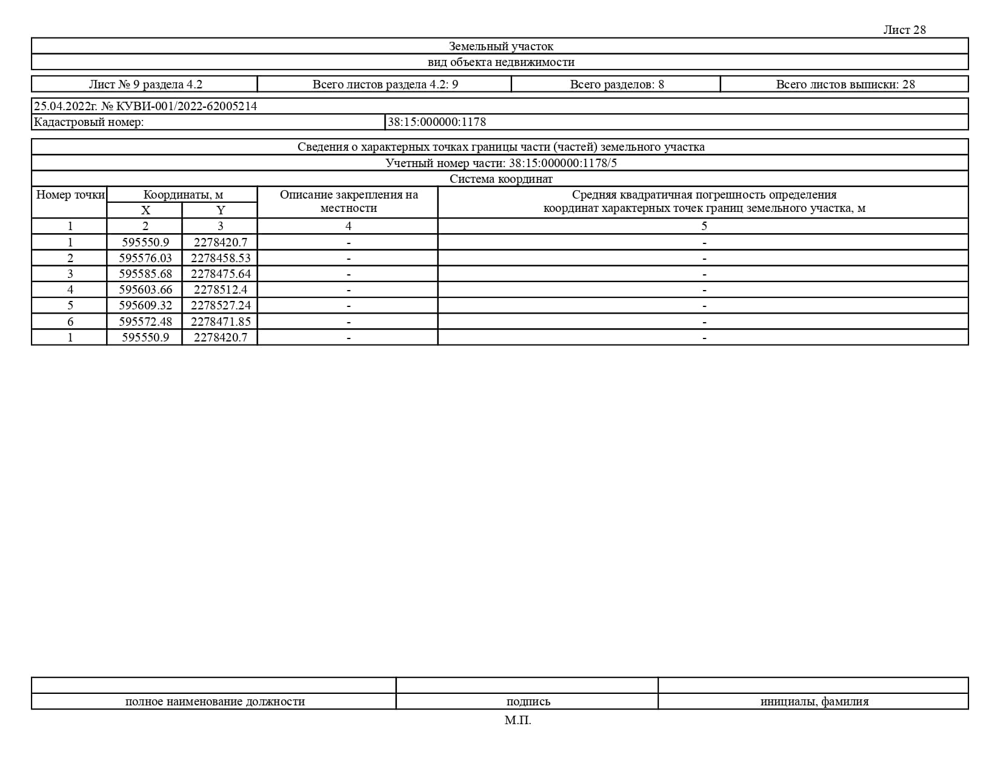 Лист 28
Земельный участок
вид объекта недвижимости
Лист № 9 раздела 4.2 Всего листов раздела 4.2: 9 Всего разделов: 8 Всего листов выписки: 28
25.04.2022г. № КУВИ-001/2022-62005214
Кадастровый номер: 38:15:000000:1178
Сведения о характерных точках границы части (частей) земельного участка
Учетный номер части: 38:15:000000:1178/5
Система координат
Номер точки Координаты, м Описание закрепления на местности Средняя квадратичная погрешность определения координат характерных точек границ земельного участка, м
X Y
1 2 3 4 5
1 595550.9 2278420.7 - -
2 595576.03 2278458.53 - -
3 595585.68 2278475.64 - -
4 595603.66 2278512.4 - -
5 595609.32 2278527.24 - -
6 595572.48 2278471.85 - -
1 595550.9 2278420.7 - -
полное наименование должности подпись инициалы, фамилия
М.П.